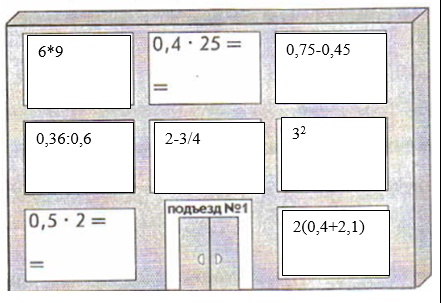 6*9
0,4 · 25 =
=
0,75-0,45
0,36:0,6
2-3/4
3²
0,5 · 2 =
=
подъезд №1
2(0,4+2,1)